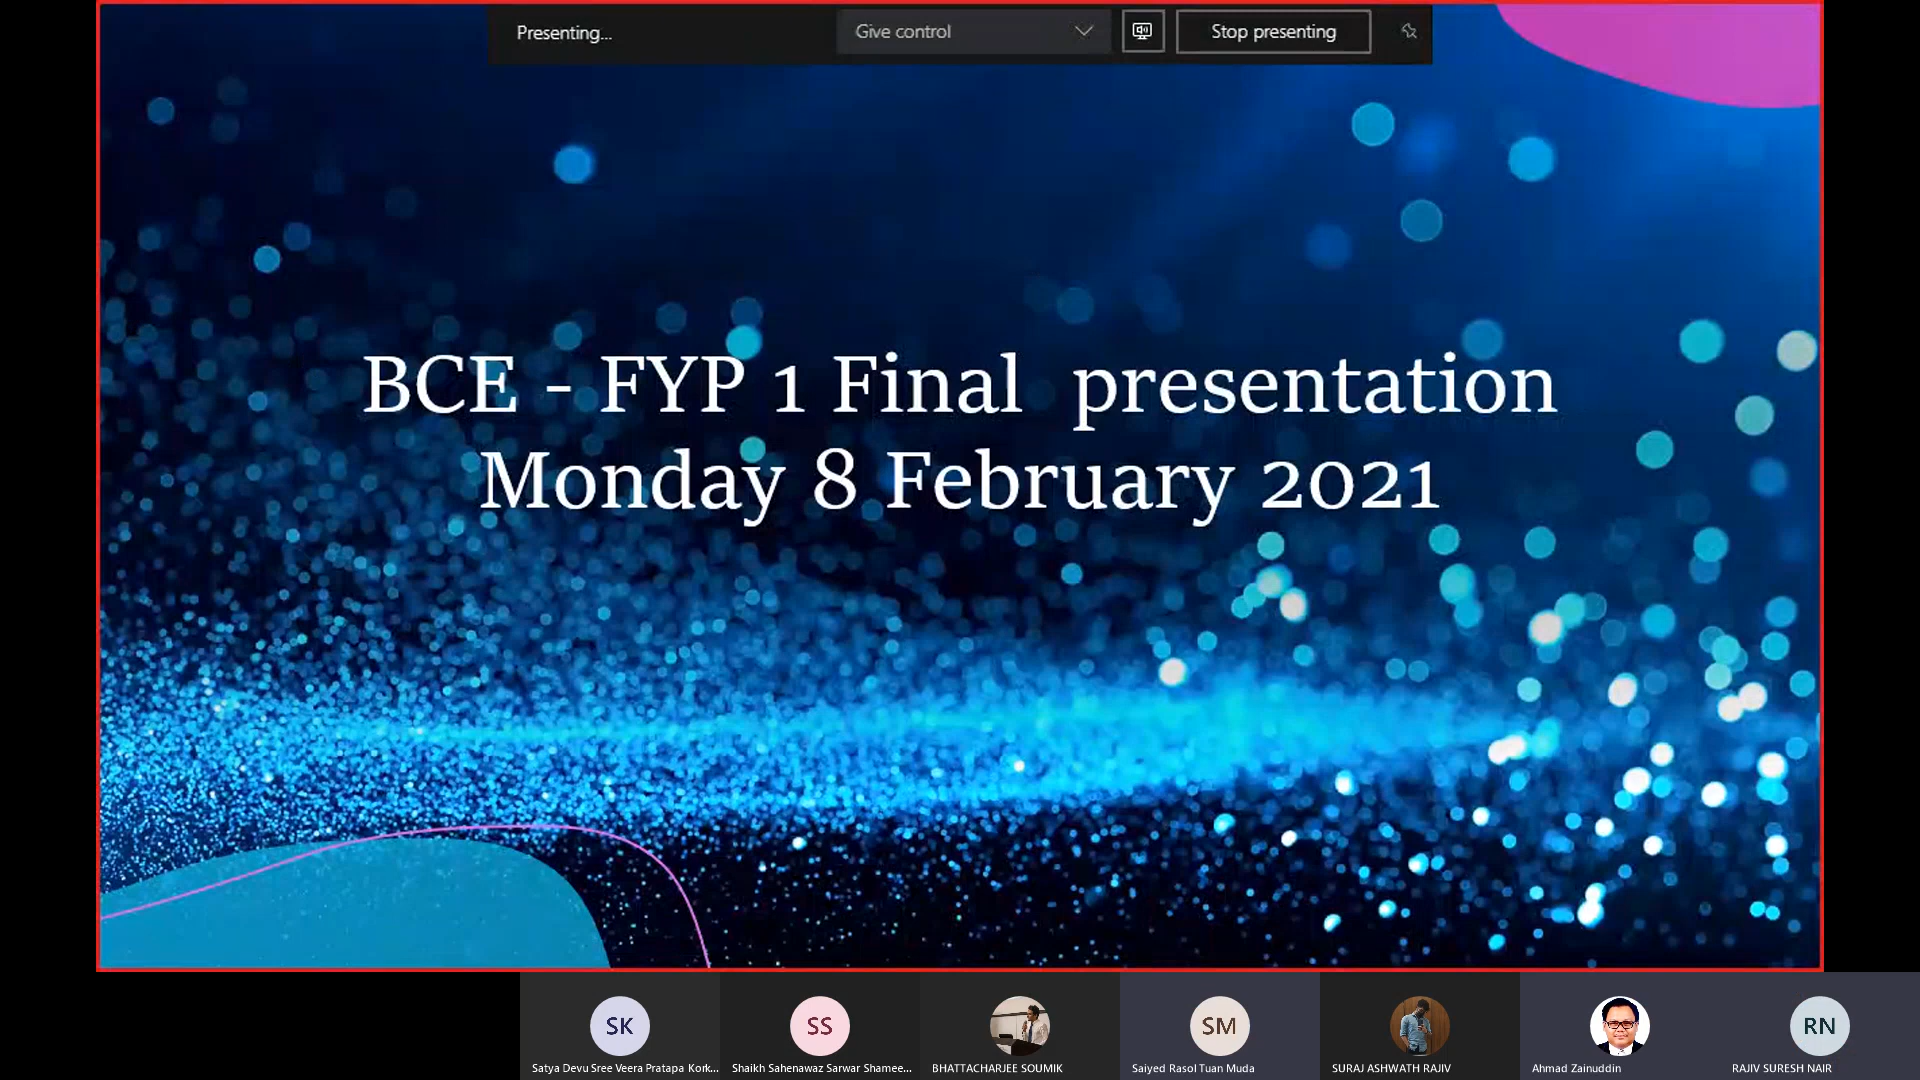 Presenting...
Give control
Stop presenting
BCE - FYP 1 Final  presentation
Monday 8 February 2021
SK
SS
SM
RN
Satya Devu Sree Veera Pratapa Kork...
Shaikh Sahenawaz Sarwar Shamee...
BHATTACHARJEE SOUMIK
Saiyed Rasol Tuan Muda
SURAJ ASHWATH RAJIV
Ahmad Zainuddin
RAJIV SURESH NAIR